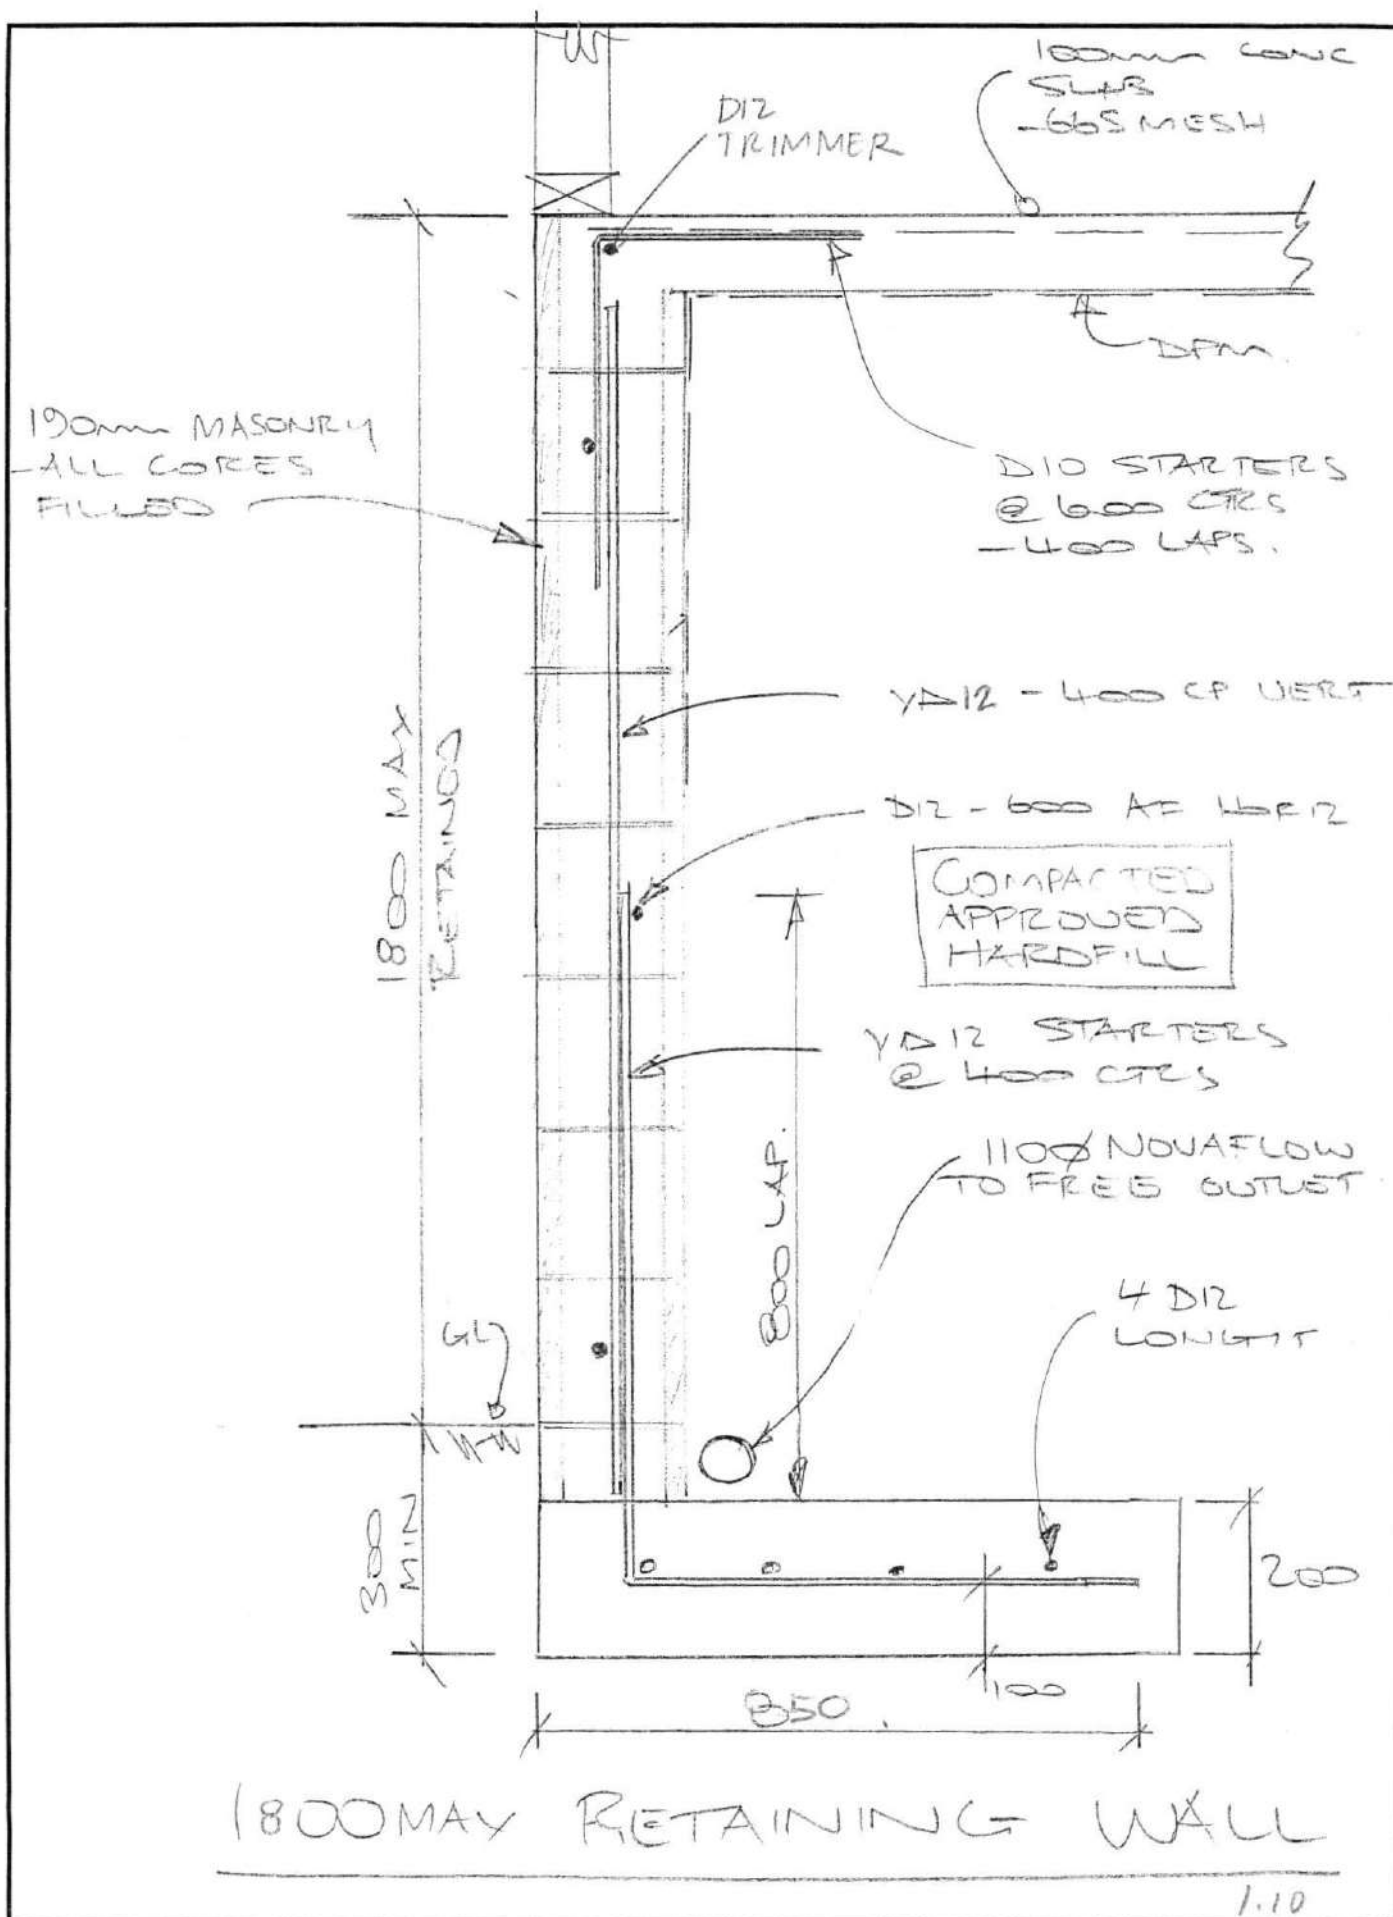 100mm CONC
SLAB
-665 MESH
D12
TRIMMER
DPM
190mm MASONRY
-ALL CORES
FILLED
D10 STARTERS
@ 600 CTRS
-400 LAPS.
YD12 - 400 CP VERT
D12 - 600 AF HORIZ
1800 MAX
RETAINED
COMPACTED
APPROVED
HARDFILL
YD12 STARTERS
@ 400 CTRS
110Ø NOVAFLOW
TO FREE OUTLET
800 LAP.
4 D12
LONGIT
GL
300
MIN
200
100
850
1800MAX RETAINING WALL
1.10